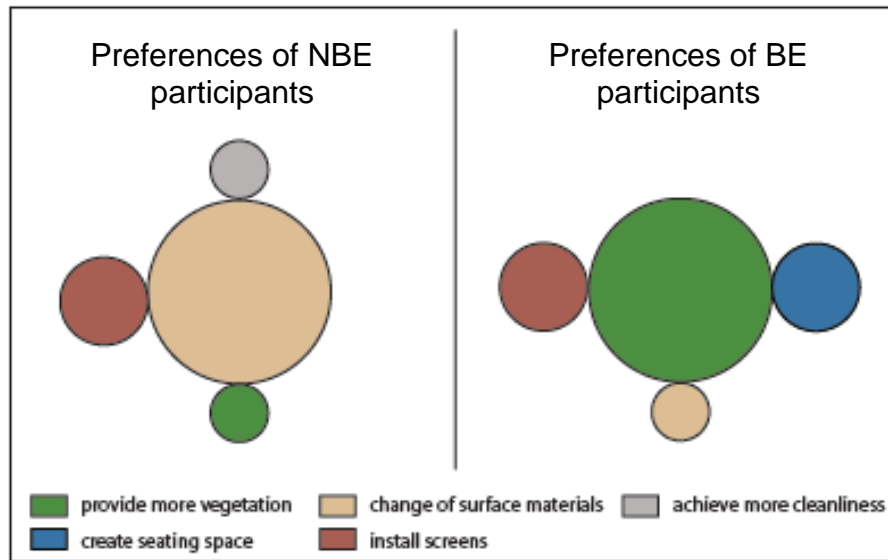 Preferences of NBE
participants
Preferences of BE
participants
provide more vegetation
change of surface materials
achieve more cleanliness
create seating space
install screens